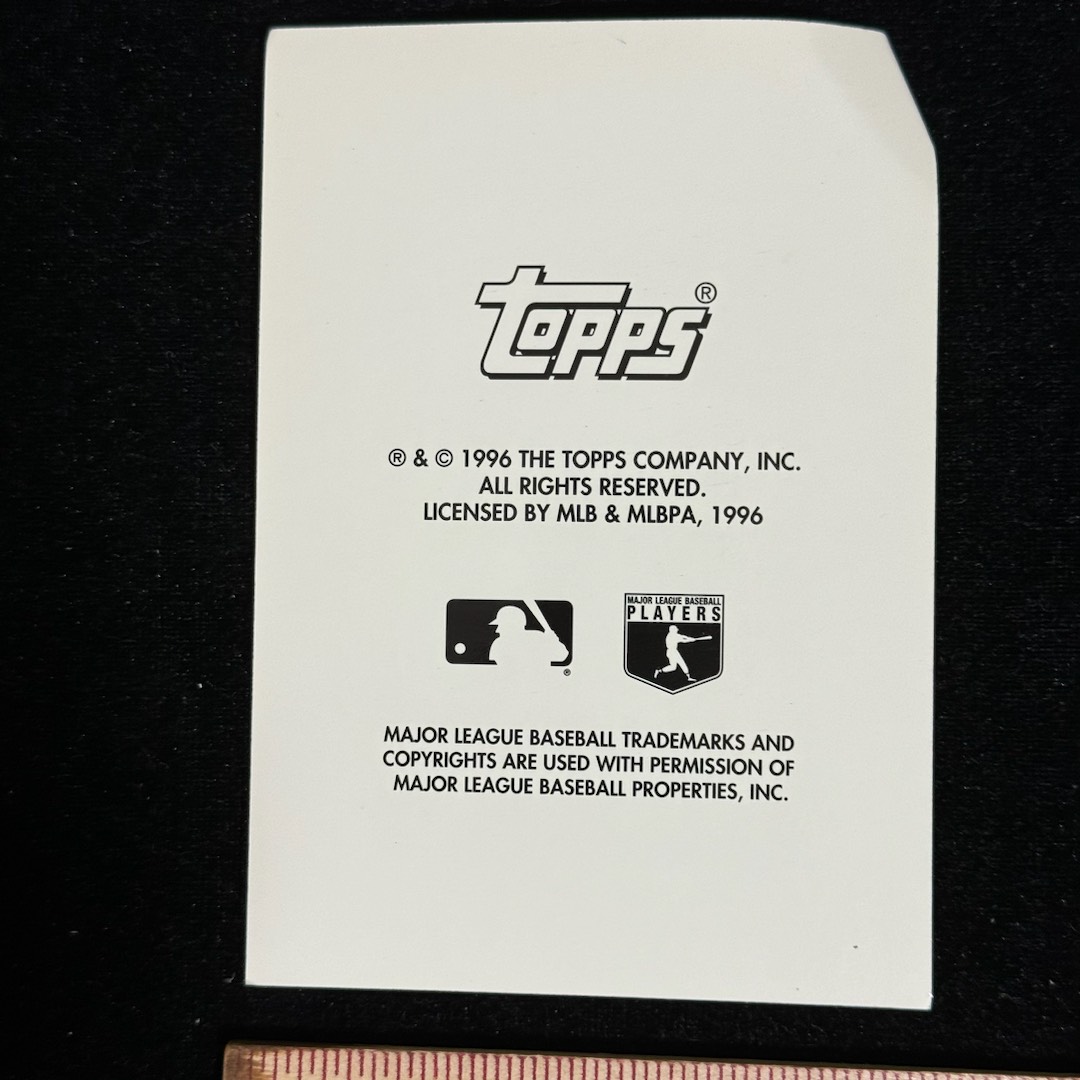 Topps®
® & © 1996 THE TOPPS COMPANY, INC.
ALL RIGHTS RESERVED.
LICENSED BY MLB & MLBPA, 1996
MAJOR LEAGUE BASEBALL
PLAYERS
®
MAJOR LEAGUE BASEBALL TRADEMARKS AND
COPYRIGHTS ARE USED WITH PERMISSION OF
MAJOR LEAGUE BASEBALL PROPERTIES, INC.